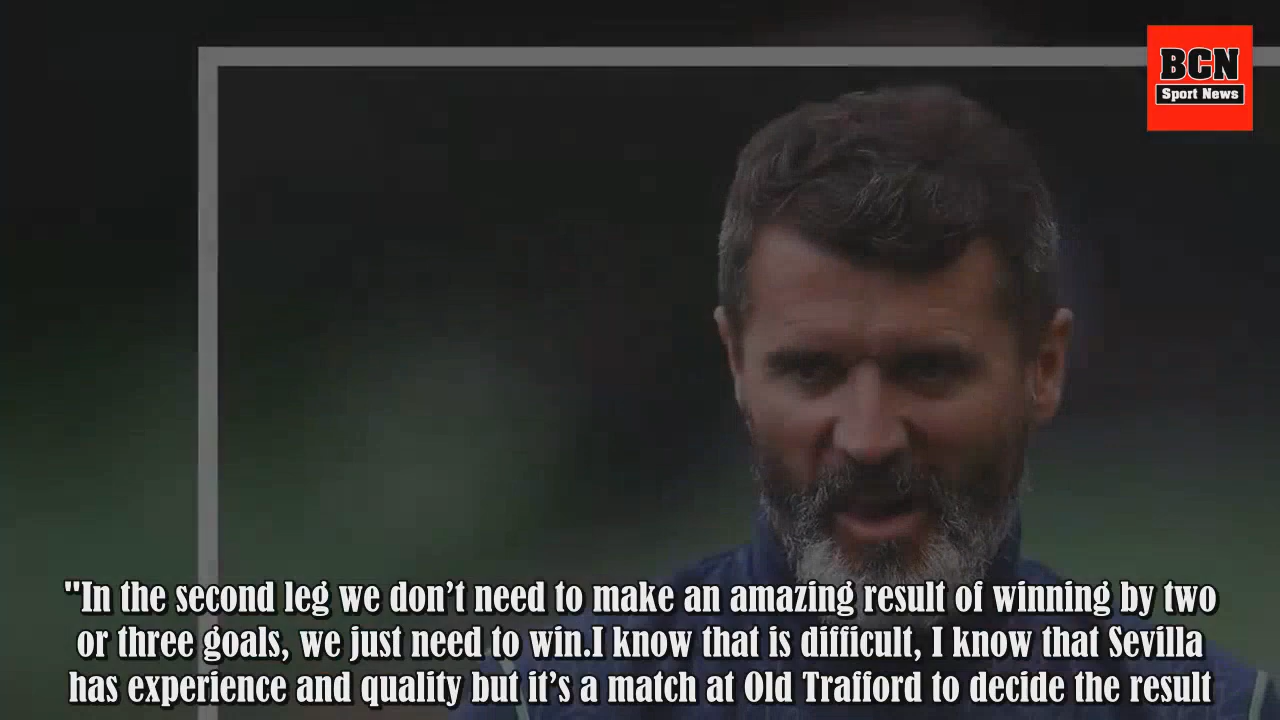 BCN
Sport News
"In the second leg we don’t need to make an amazing result of winning by two
or three goals, we just need to win.I know that is difficult, I know that Sevilla
has experience and quality but it’s a match at Old Trafford to decide the result